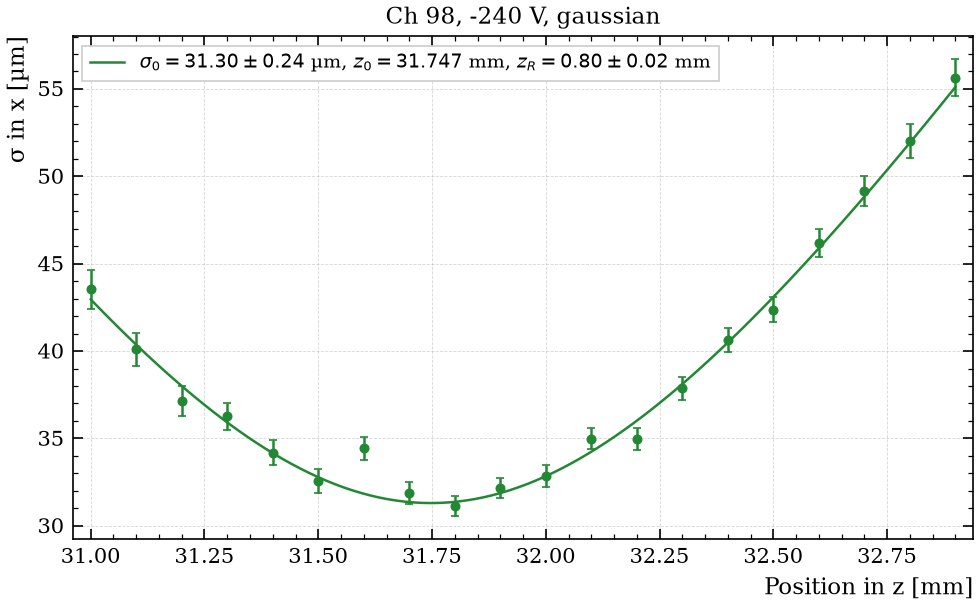 Ch 98, -240 V, gaussian
σ₀ = 31.30 ± 0.24 µm, z₀ = 31.747 mm, z_R = 0.80 ± 0.02 mm
σ in x [µm]
55
50
45
40
35
30
31.00 31.25 31.50 31.75 32.00 32.25 32.50 32.75
Position in z [mm]